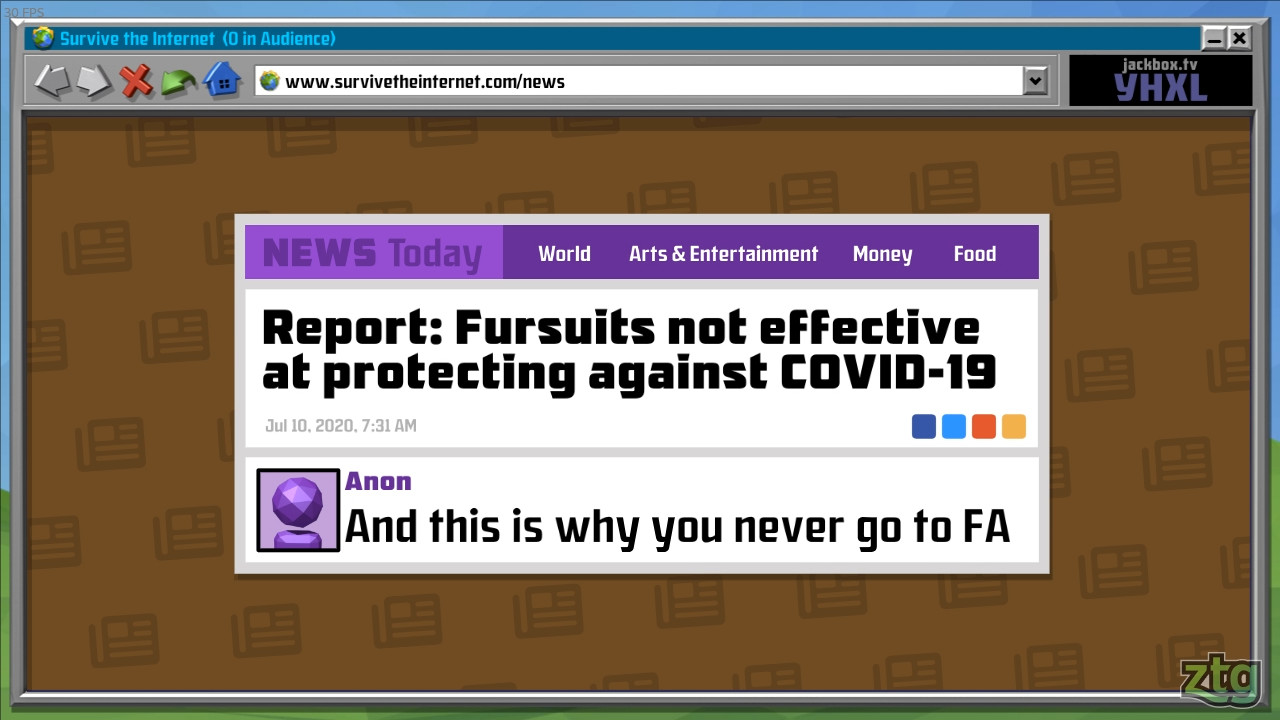 30 FPS
Survive the Internet (0 in Audience)
www.survivetheinternet.com/news
jackbox.tv
YHXL
NEWS Today World Arts & Entertainment Money Food
Report: Fursuits not effective
at protecting against COVID-19
Jul 10, 2020, 7:31 AM
Anon
And this is why you never go to FA
ztg